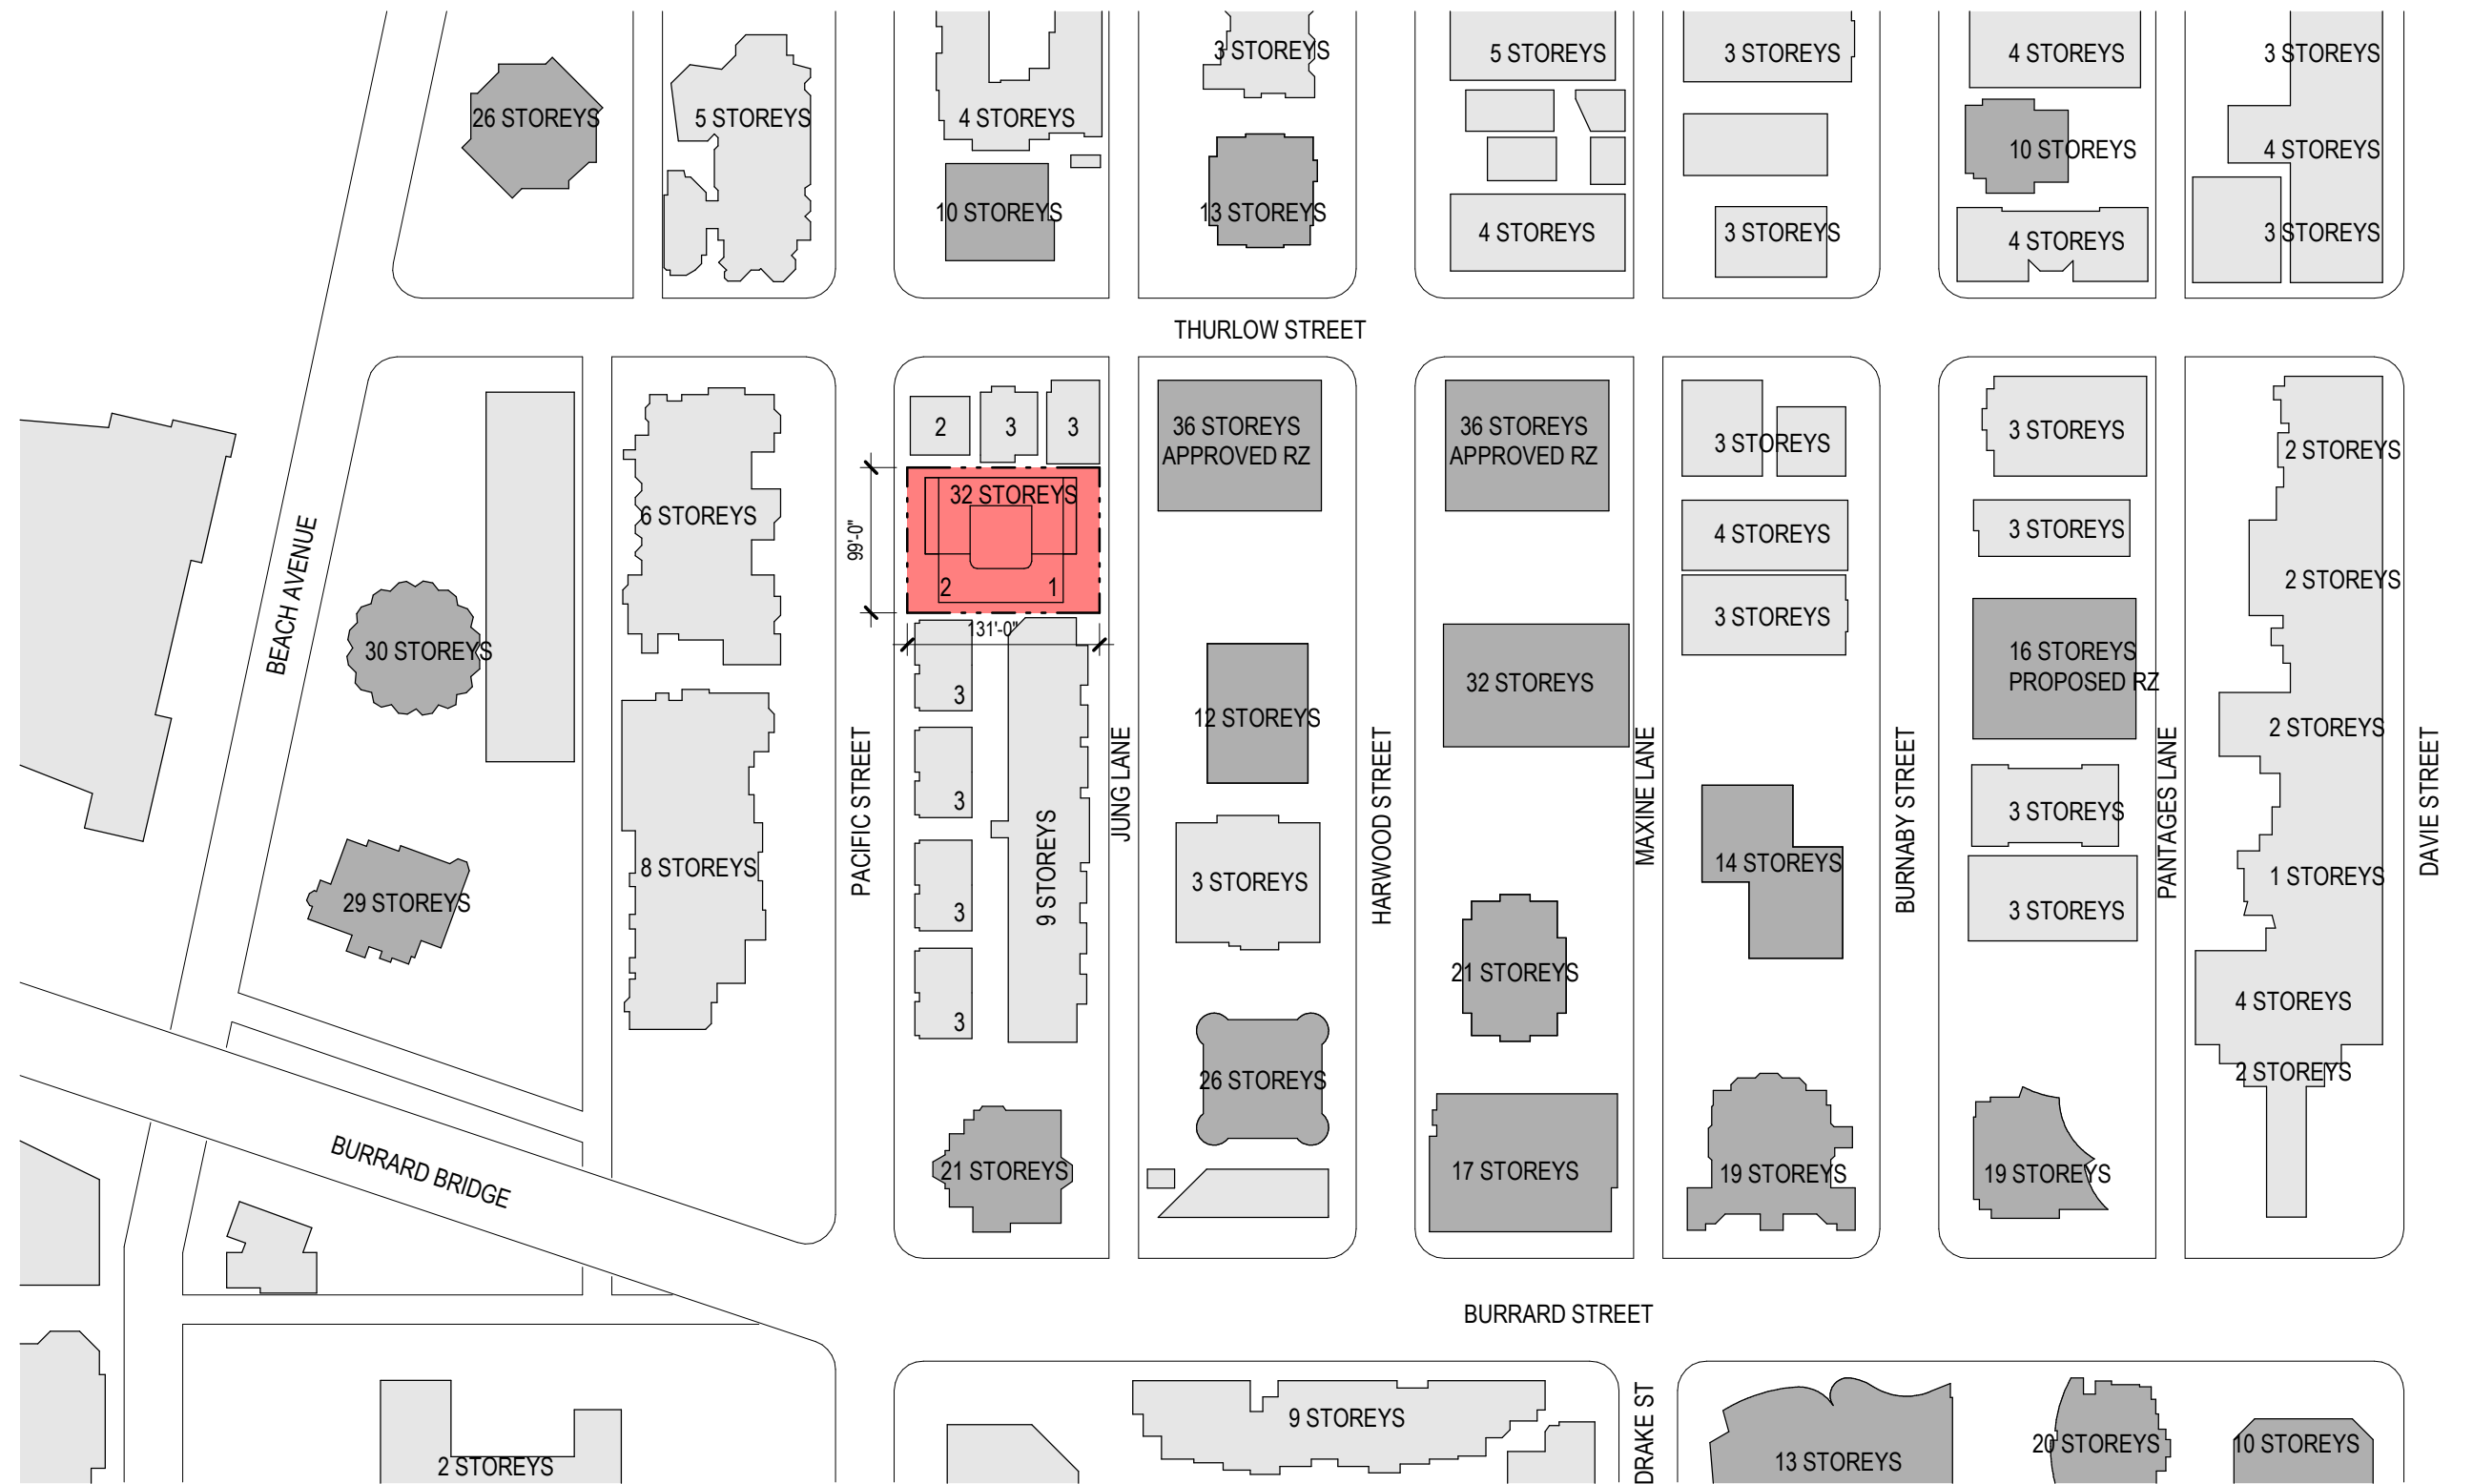 3 STOREYS
5 STOREYS
3 STOREYS
4 STOREYS
3 STOREYS
26 STOREYS
5 STOREYS
4 STOREYS
10 STOREYS
4 STOREYS
10 STOREYS
13 STOREYS
4 STOREYS
3 STOREYS
4 STOREYS
3 STOREYS
THURLOW STREET
2
3
3
36 STOREYS
APPROVED RZ
36 STOREYS
APPROVED RZ
3 STOREYS
3 STOREYS
2 STOREYS
32 STOREYS
6 STOREYS
99'-0"
4 STOREYS
3 STOREYS
2
1
2 STOREYS
BEACH AVENUE
131'-0"
3 STOREYS
30 STOREYS
3
32 STOREYS
16 STOREYS
PROPOSED RZ
12 STOREYS
2 STOREYS
PACIFIC STREET
JUNG LANE
HARWOOD STREET
MAXINE LANE
BURNABY STREET
PANTAGES LANE
DAVIE STREET
3
3 STOREYS
8 STOREYS
9 STOREYS
3 STOREYS
14 STOREYS
1 STOREYS
29 STOREYS
3
3 STOREYS
21 STOREYS
4 STOREYS
3
26 STOREYS
2 STOREYS
BURRARD BRIDGE
21 STOREYS
17 STOREYS
19 STOREYS
19 STOREYS
BURRARD STREET
DRAKE ST
9 STOREYS
2 STOREYS
13 STOREYS
20 STOREYS
10 STOREYS